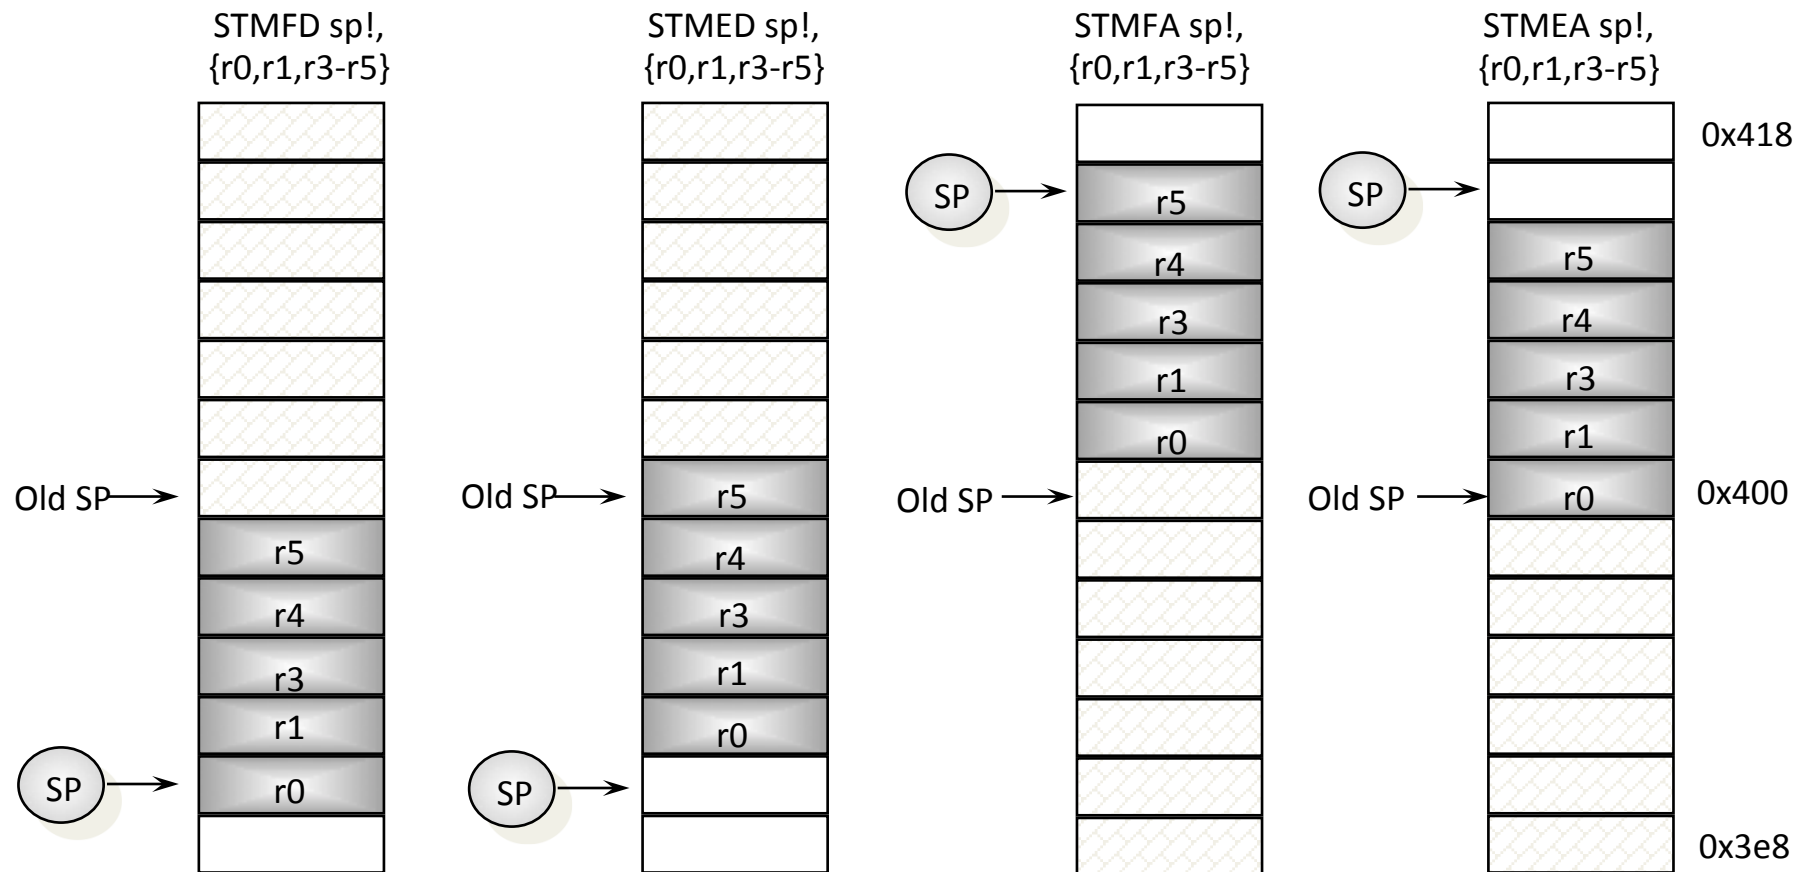 STMFD sp!,
{r0,r1,r3-r5}
STMED sp!,
{r0,r1,r3-r5}
STMFA sp!,
{r0,r1,r3-r5}
STMEA sp!,
{r0,r1,r3-r5}
Old SP
r5
r4
r3
r1
r0
SP
Old SP
r5
r4
r3
r1
r0
SP
SP
r5
r4
r3
r1
r0
Old SP
SP
r5
r4
r3
r1
r0
Old SP
0x418
0x400
0x3e8